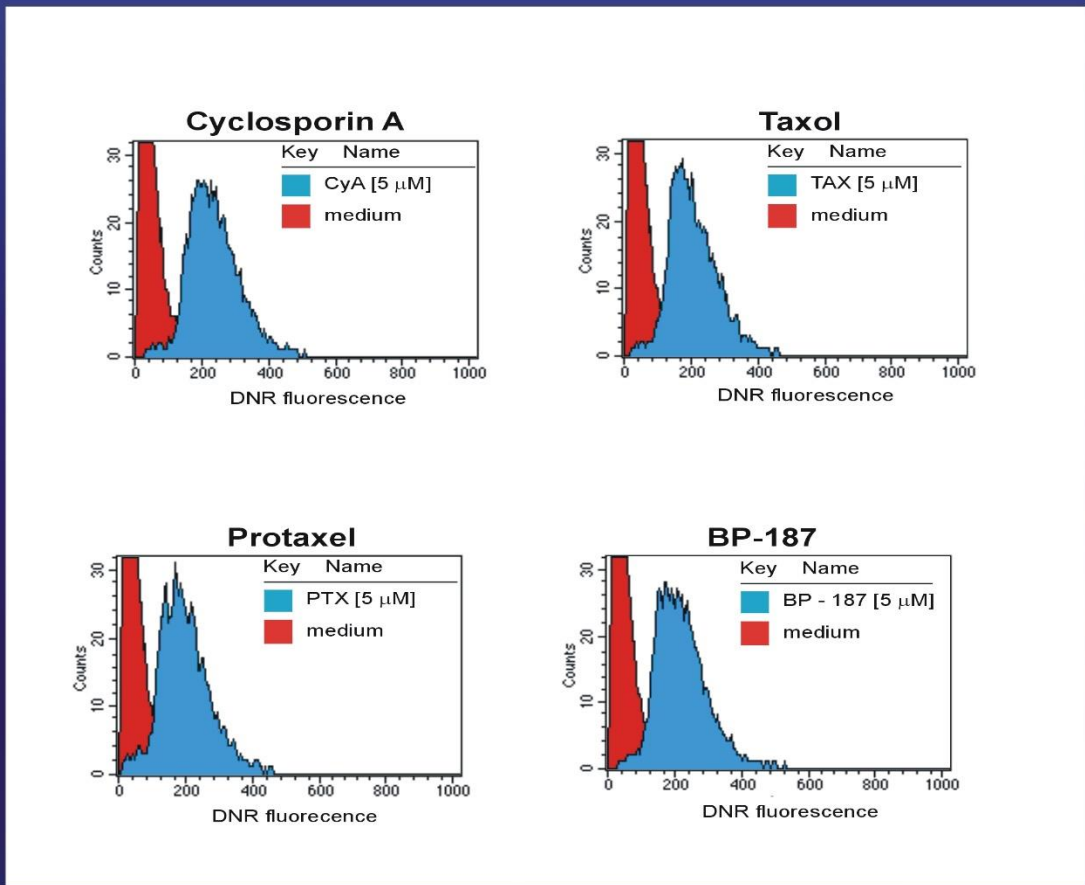 Cyclosporin A
Key Name
CyA [5 μM]
medium
Counts
30
20
10
0
0 200 400 600 800 1000
DNR fluorescence
Taxol
Key Name
TAX [5 μM]
medium
Counts
30
20
10
0
0 200 400 600 800 1000
DNR fluorescence
Protaxel
Key Name
PTX [5 μM]
medium
Counts
30
20
10
0
0 200 400 600 800 1000
DNR fluorecence
BP-187
Key Name
BP - 187 [5 μM]
medium
Counts
30
20
10
0
0 200 400 600 800 1000
DNR fluorescence